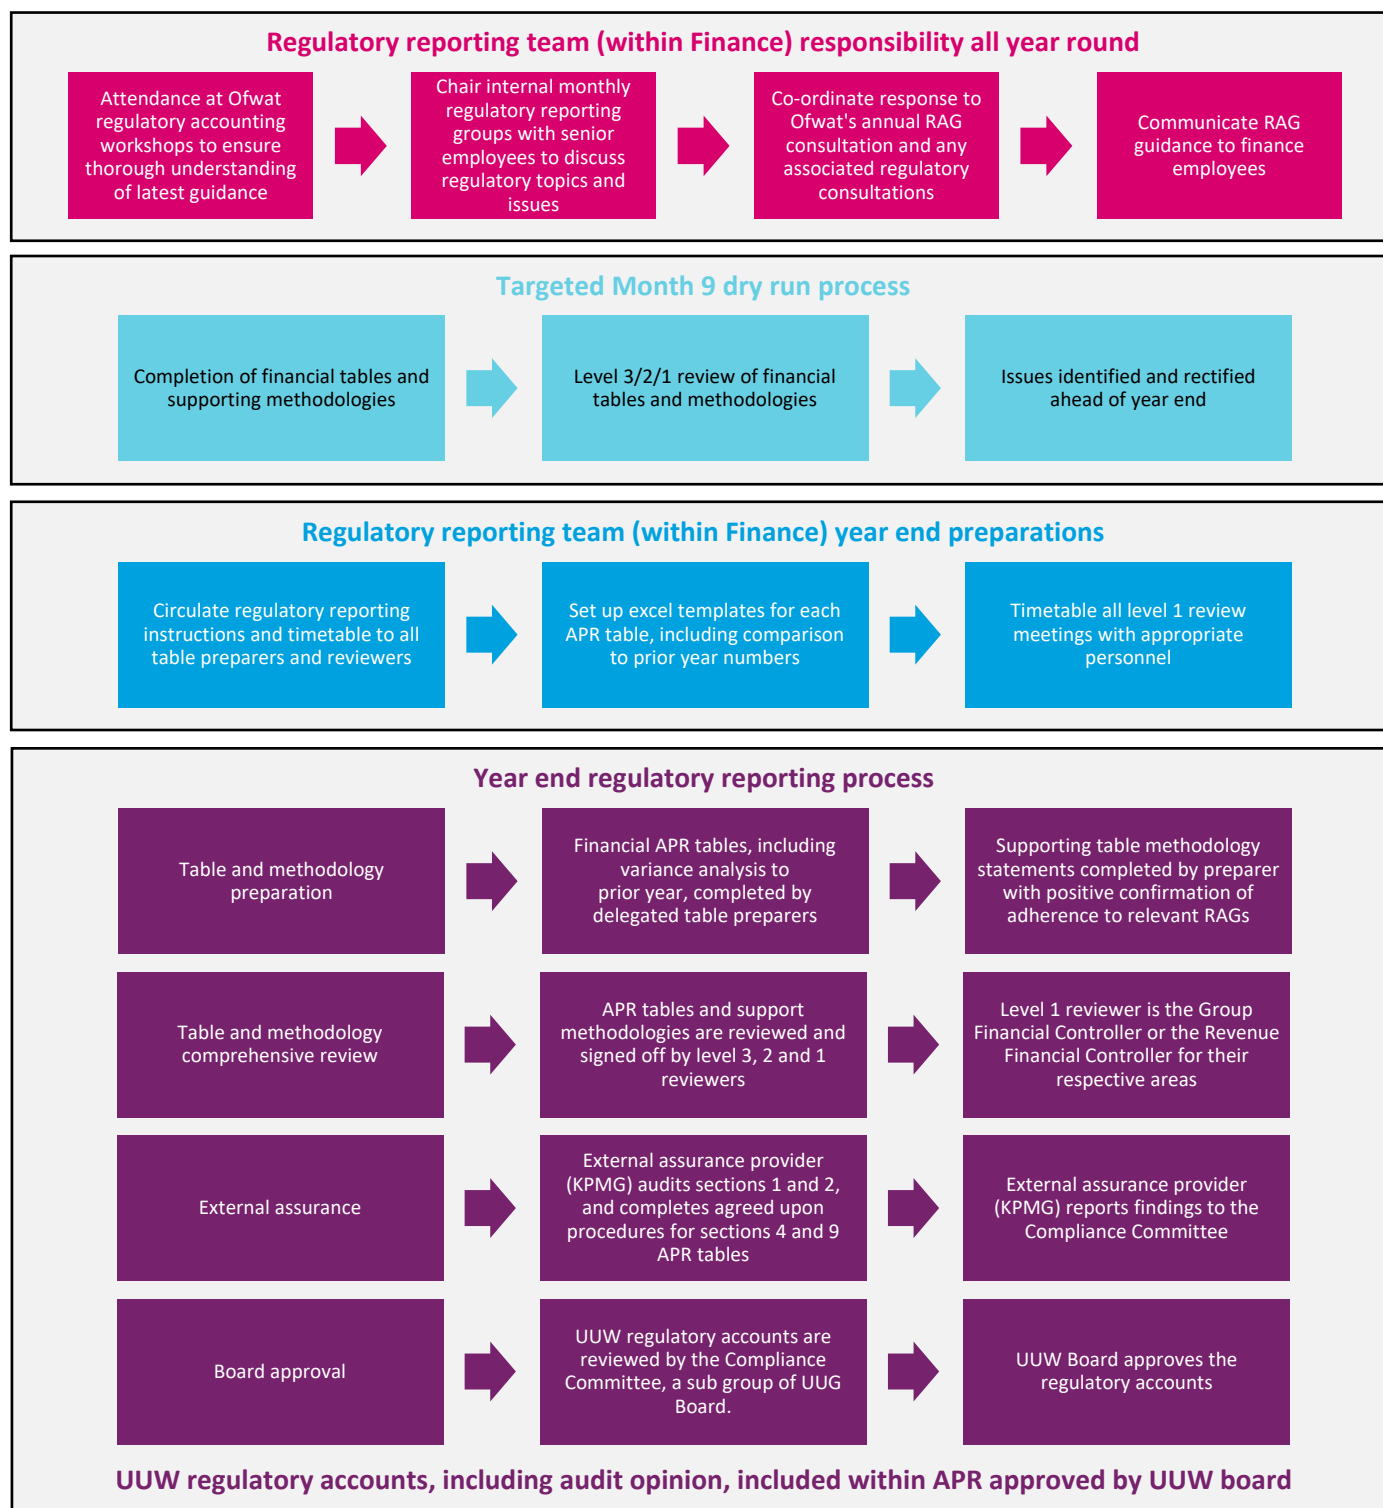 Regulatory reporting team (within Finance) responsibility all year round
Attendance at Ofwat
regulatory accounting
workshops to ensure
thorough understanding
of latest guidance
Chair internal monthly
regulatory reporting
groups with senior
employees to discuss
regulatory topics and
issues
Co-ordinate response to
Ofwat's annual RAG
consultation and any
associated regulatory
consultations
Communicate RAG
guidance to finance
employees
Targeted Month 9 dry run process
Completion of financial tables and
supporting methodologies
Level 3/2/1 review of financial
tables and methodologies
Issues identified and rectified
ahead of year end
Regulatory reporting team (within Finance) year end preparations
Circulate regulatory reporting
instructions and timetable to all
table preparers and reviewers
Set up excel templates for each
APR table, including comparison
to prior year numbers
Timetable all level 1 review
meetings with appropriate
personnel
Year end regulatory reporting process
Table and methodology
preparation
Financial APR tables, including
variance analysis to
prior year, completed by
delegated table preparers
Supporting table methodology
statements completed by preparer
with positive confirmation of
adherence to relevant RAGs
Table and methodology
comprehensive review
APR tables and support
methodologies are reviewed and
signed off by level 3, 2 and 1
reviewers
Level 1 reviewer is the Group
Financial Controller or the Revenue
Financial Controller for their
respective areas
External assurance
External assurance provider
(KPMG) audits sections 1 and 2,
and completes agreed upon
procedures for sections 4 and 9
APR tables
External assurance provider
(KPMG) reports findings to the
Compliance Committee
Board approval
UUW regulatory accounts are
reviewed by the Compliance
Committee, a sub group of UUG
Board.
UUW Board approves the
regulatory accounts
UUW regulatory accounts, including audit opinion, included within APR approved by UUW board